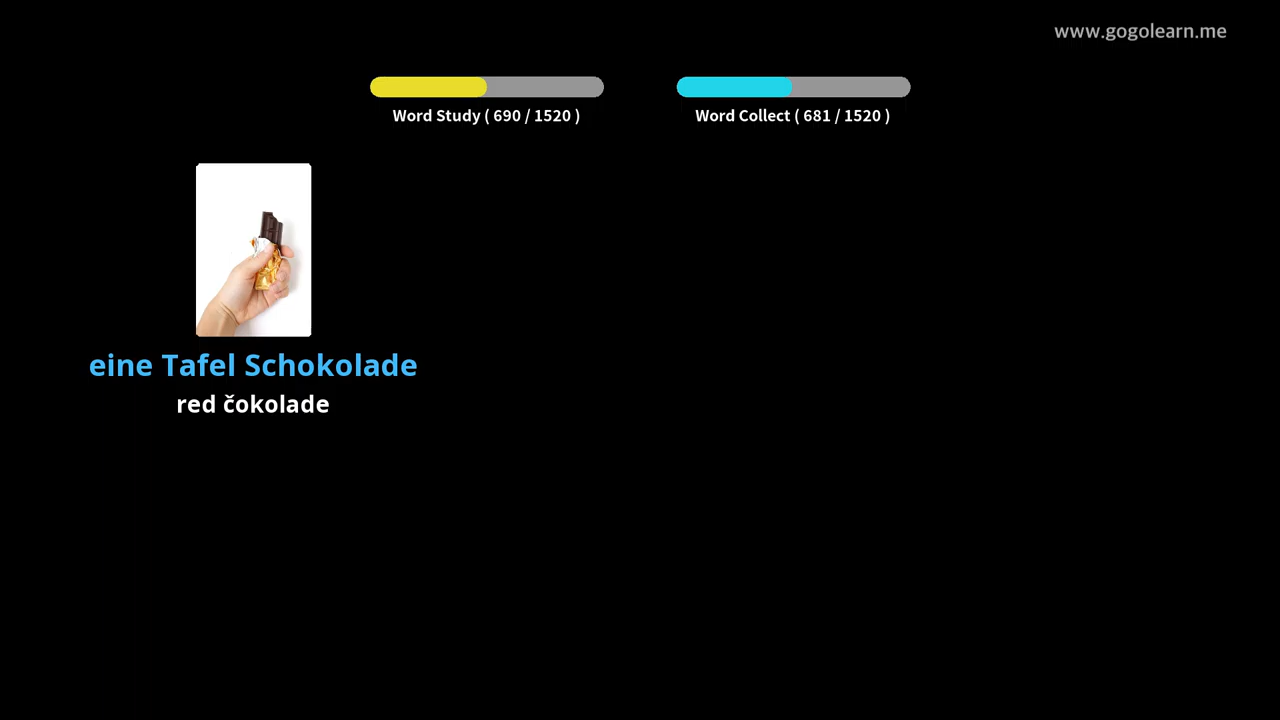 www.gogolearn.me
Word Study ( 690 / 1520 )
Word Collect ( 681 / 1520 )
eine Tafel Schokolade
red čokolade